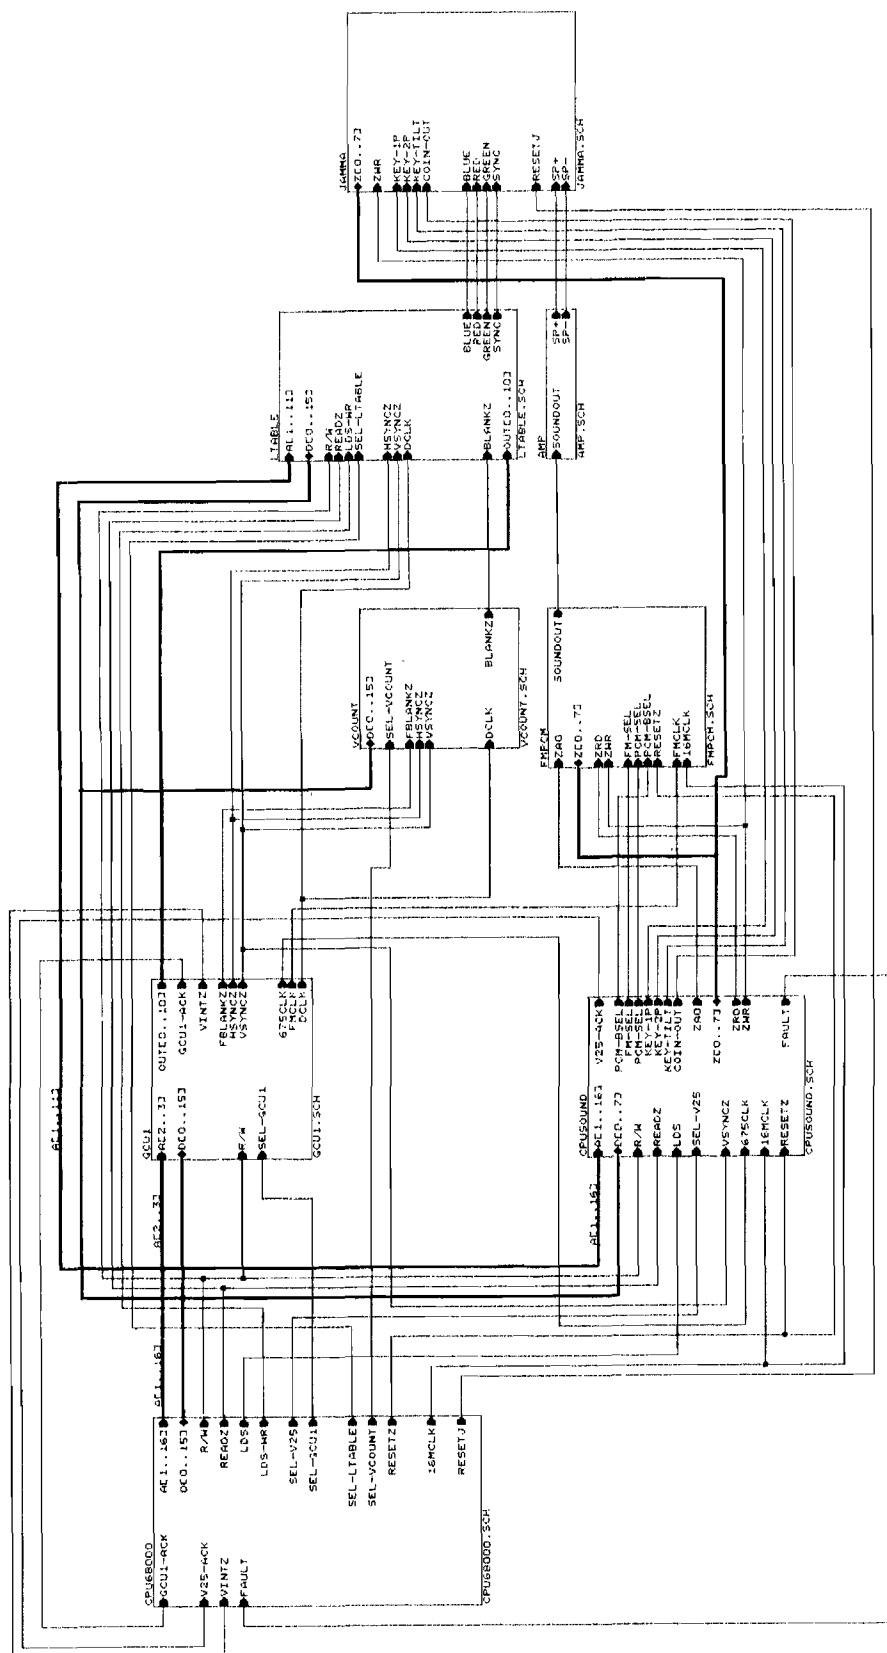 CPU68000
GCU1-ACK
V25-ACK
VINTZ
FAULT
A[1..16]
D[0..15]
R/W
READZ
LDS
LDS-WR
SEL-V25
SEL-GCU1
SEL-LTABLE
SEL-VCOUNT
RESETZ
16MCLK
RESETJ
CPU68000.SCH
A[1..16]
A[2..3]
A[1..11]
GCU1
A[2..3]
D[0..15]
R/W
SEL-GCU1
OUT[0..10]
GCU1-ACK
VINTZ
FBLANKZ
HSYNCZ
VSYNCZ
675CLK
FMCLK
DCLK
GCU1.SCH
A[1..16]
CPUSOUND
A[1..16]
D[0..7]
R/W
READZ
LDS
SEL-V25
VSYNCZ
675CLK
16MCLK
RESETZ
V25-ACK
PCM-BSEL
FM-SEL
PCM-SEL
KEY-1P
KEY-2P
KEY-TILT
COIN-OUT
ZA0
Z[0..7]
ZRD
ZWR
FAULT
CPUSOUND.SCH
VCOUNT
D[0..15]
SEL-VCOUNT
FBLANKZ
HSYNCZ
VSYNCZ
DCLK
BLANKZ
VCOUNT.SCH
FMPCM
ZA0
Z[0..7]
ZRD
ZWR
FM-SEL
PCM-SEL
PCM-BSEL
RESETZ
FMCLK
16MCLK
SOUNDOUT
FMPCM.SCH
LTABLE
A[1..11]
D[0..15]
R/W
READZ
LDS-WR
SEL-LTABLE
HSYNCZ
VSYNCZ
DCLK
BLANKZ
OUT[0..10]
BLUE
RED
GREEN
SYNC
LTABLE.SCH
AMP
SOUNDOUT
SP+
SP-
AMP.SCH
JAMMA
Z[0..7]
ZWR
KEY-1P
KEY-2P
KEY-TILT
COIN-OUT
BLUE
RED
GREEN
SYNC
RESETJ
SP+
SP-
JAMMA.SCH